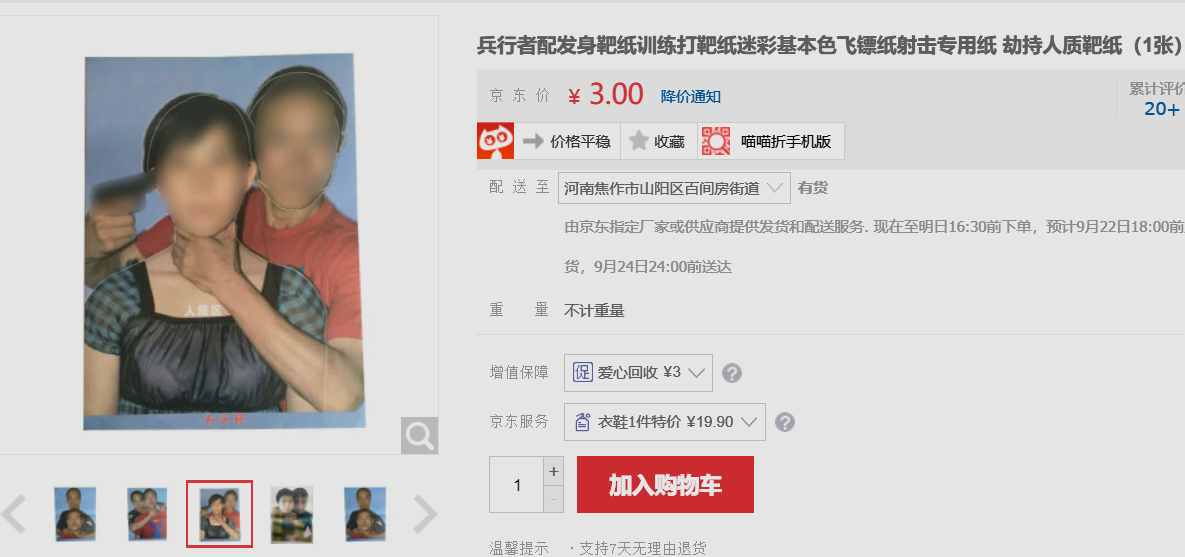 兵行者配发身靶纸训练打靶纸迷彩基本色飞镖纸射击专用纸 劫持人质靶纸（1张）
京东价 ¥ 3.00 降价通知
累计评价
20+
价格平稳 收藏 喵喵折手机版
配送至 河南焦作市山阳区百间房街道 有货
由京东指定厂家或供应商提供发货和配送服务. 现在至明日16:30前下单，预计9月22日18:00前
货，9月24日24:00前送达
人质区
重量 不计重量
增值保障 促 爱心回收 ¥3 ?
京东服务 衣鞋1件特价 ¥19.90 ?
1 + -
加入购物车
温馨提示 ·支持7天无理由退货